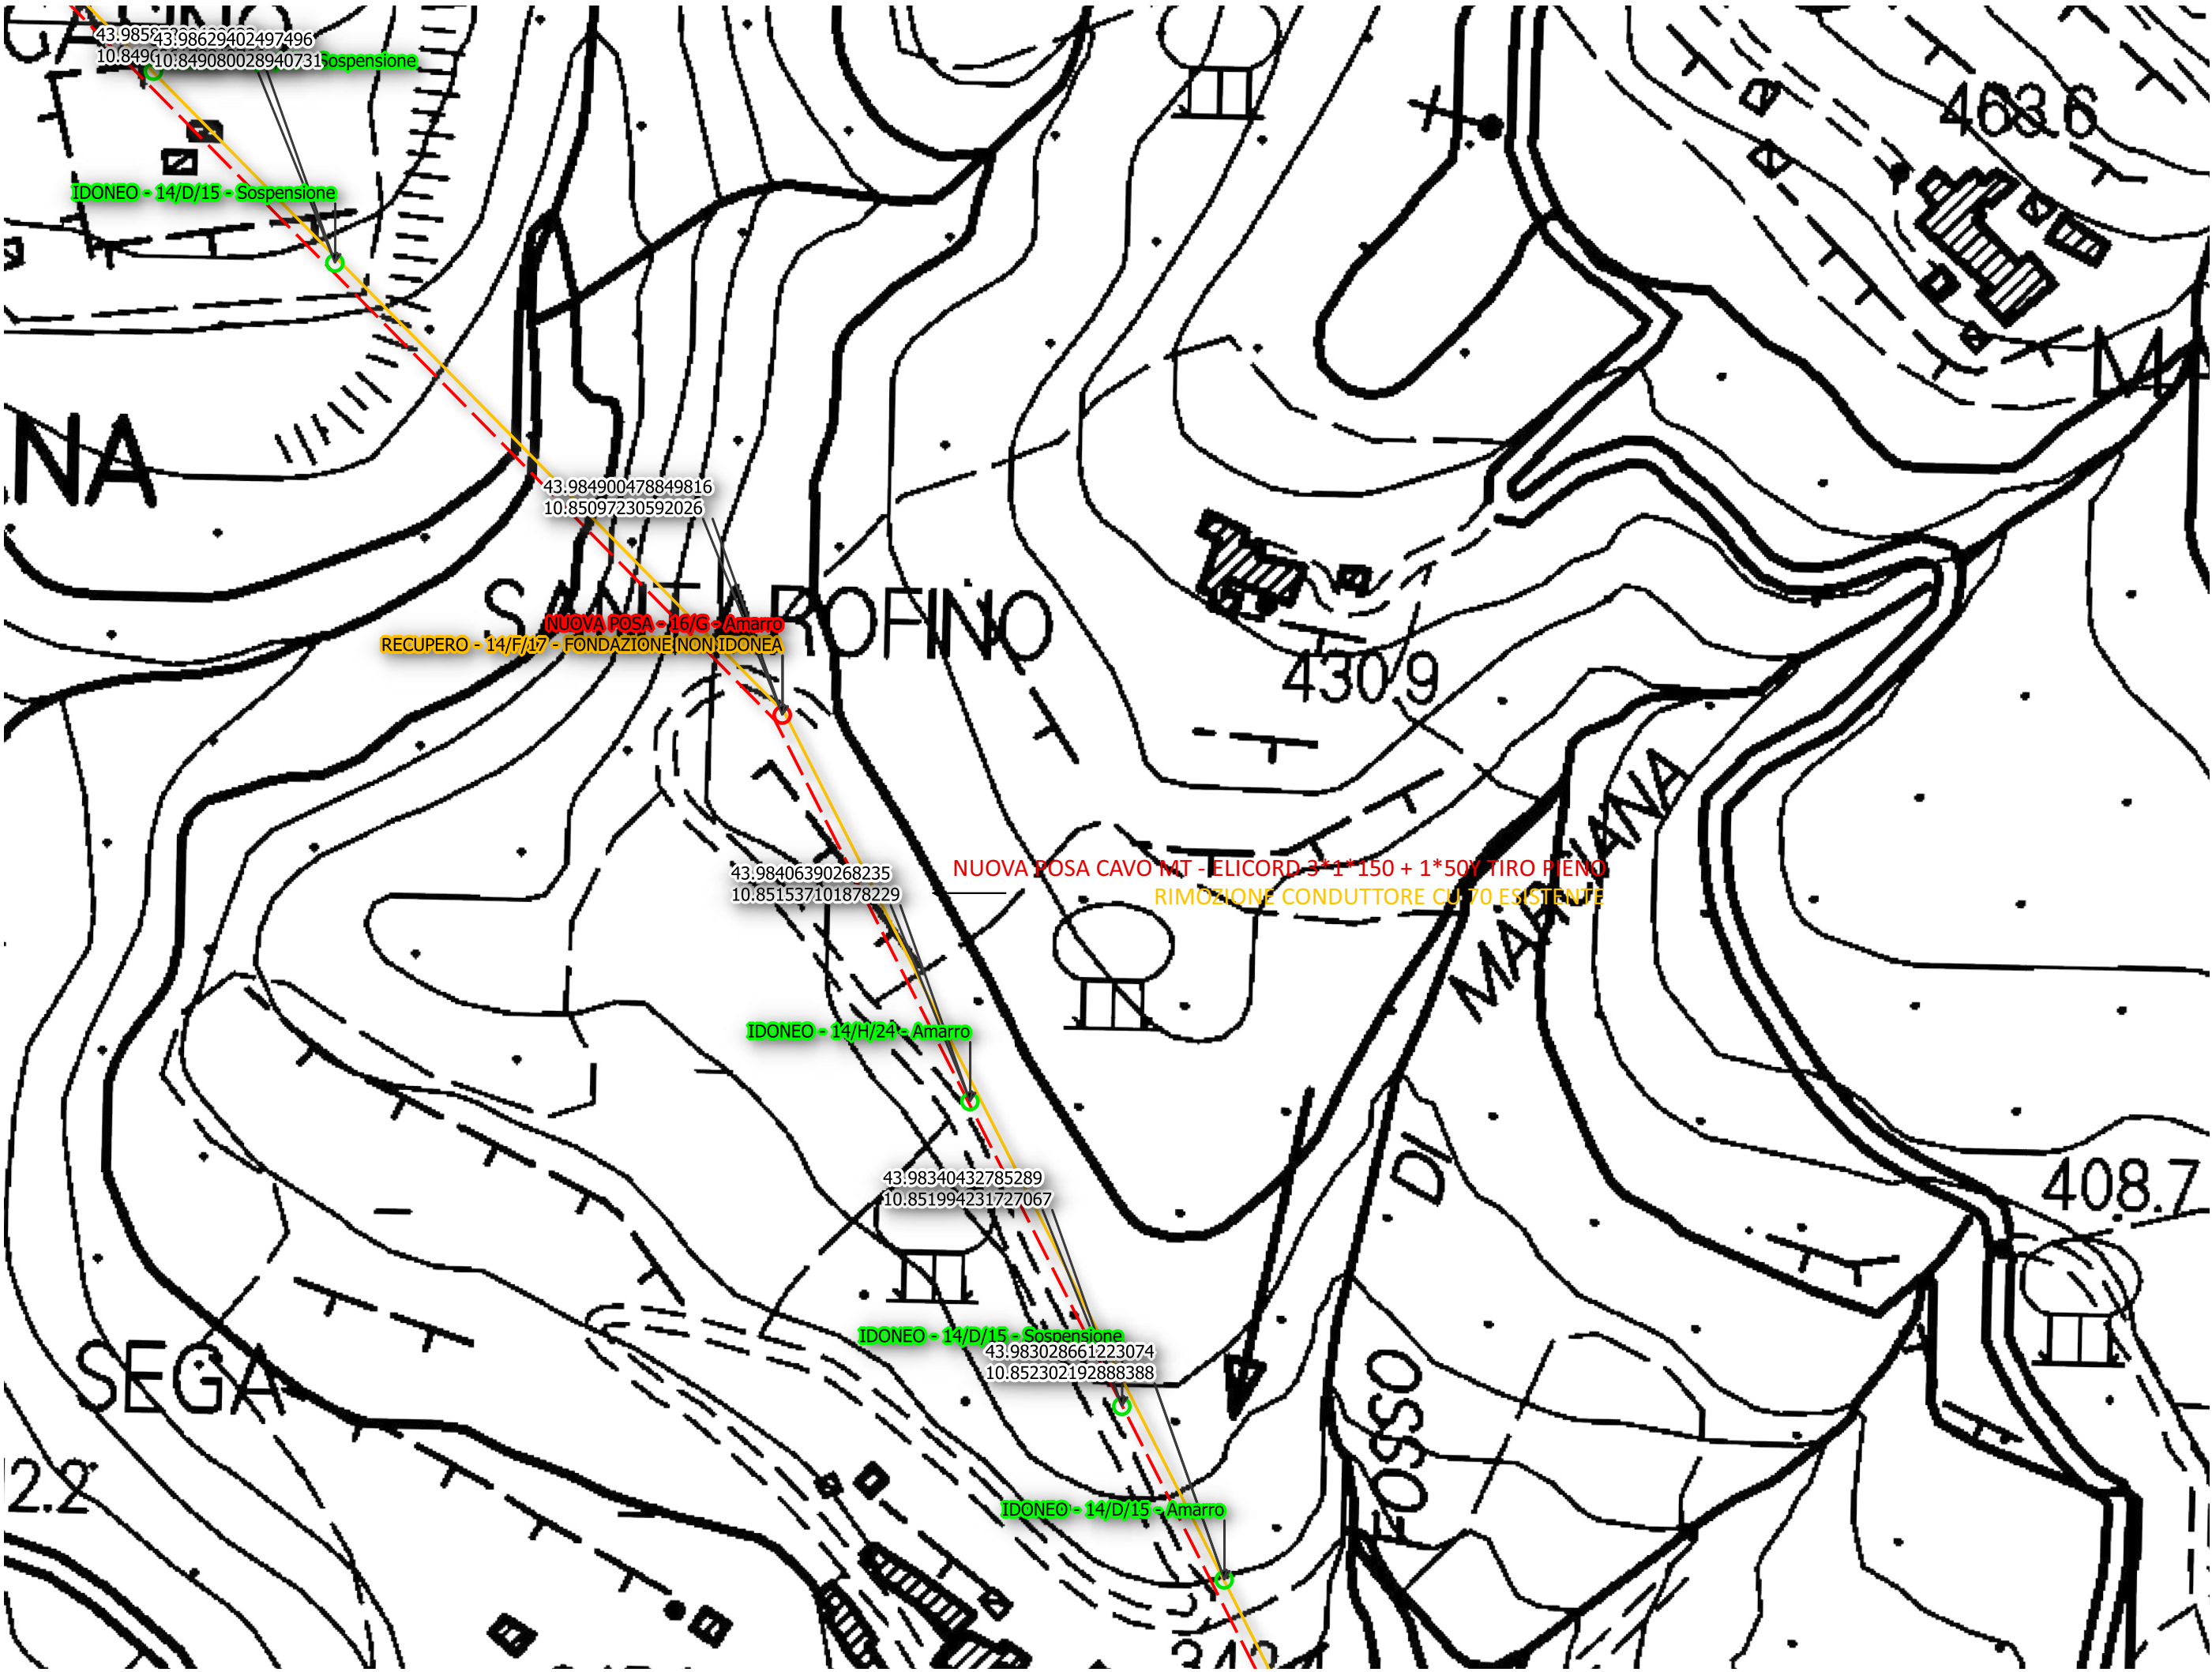 43.98629402497496
10.8490800028940731
Sospensione
463.6
IDONEO - 14/D/15 - Sospensione
NA
43.984900478849816
10.85097230592026
NUOVA POSA - 16/G - Amarro
RECUPERO - 14/F/17 - FONDAZIONE NON IDONEA
430.9
43.98406390268235
10.851537101878229
NUOVA POSA CAVO MT - ELICORD 3*1*150 + 1*50Y TIRO PIENO
RIMOZIONE CONDUTTORE CU 70 ESISTENTE
IDONEO - 14/H/24 - Amarro
43.98340432785289
10.851994231727067
408.7
IDONEO - 14/D/15 - Sospensione
43.983028661223074
10.852302192888388
SEGA
FOSSO DI MARIANA
2.2
IDONEO - 14/D/15 - Amarro